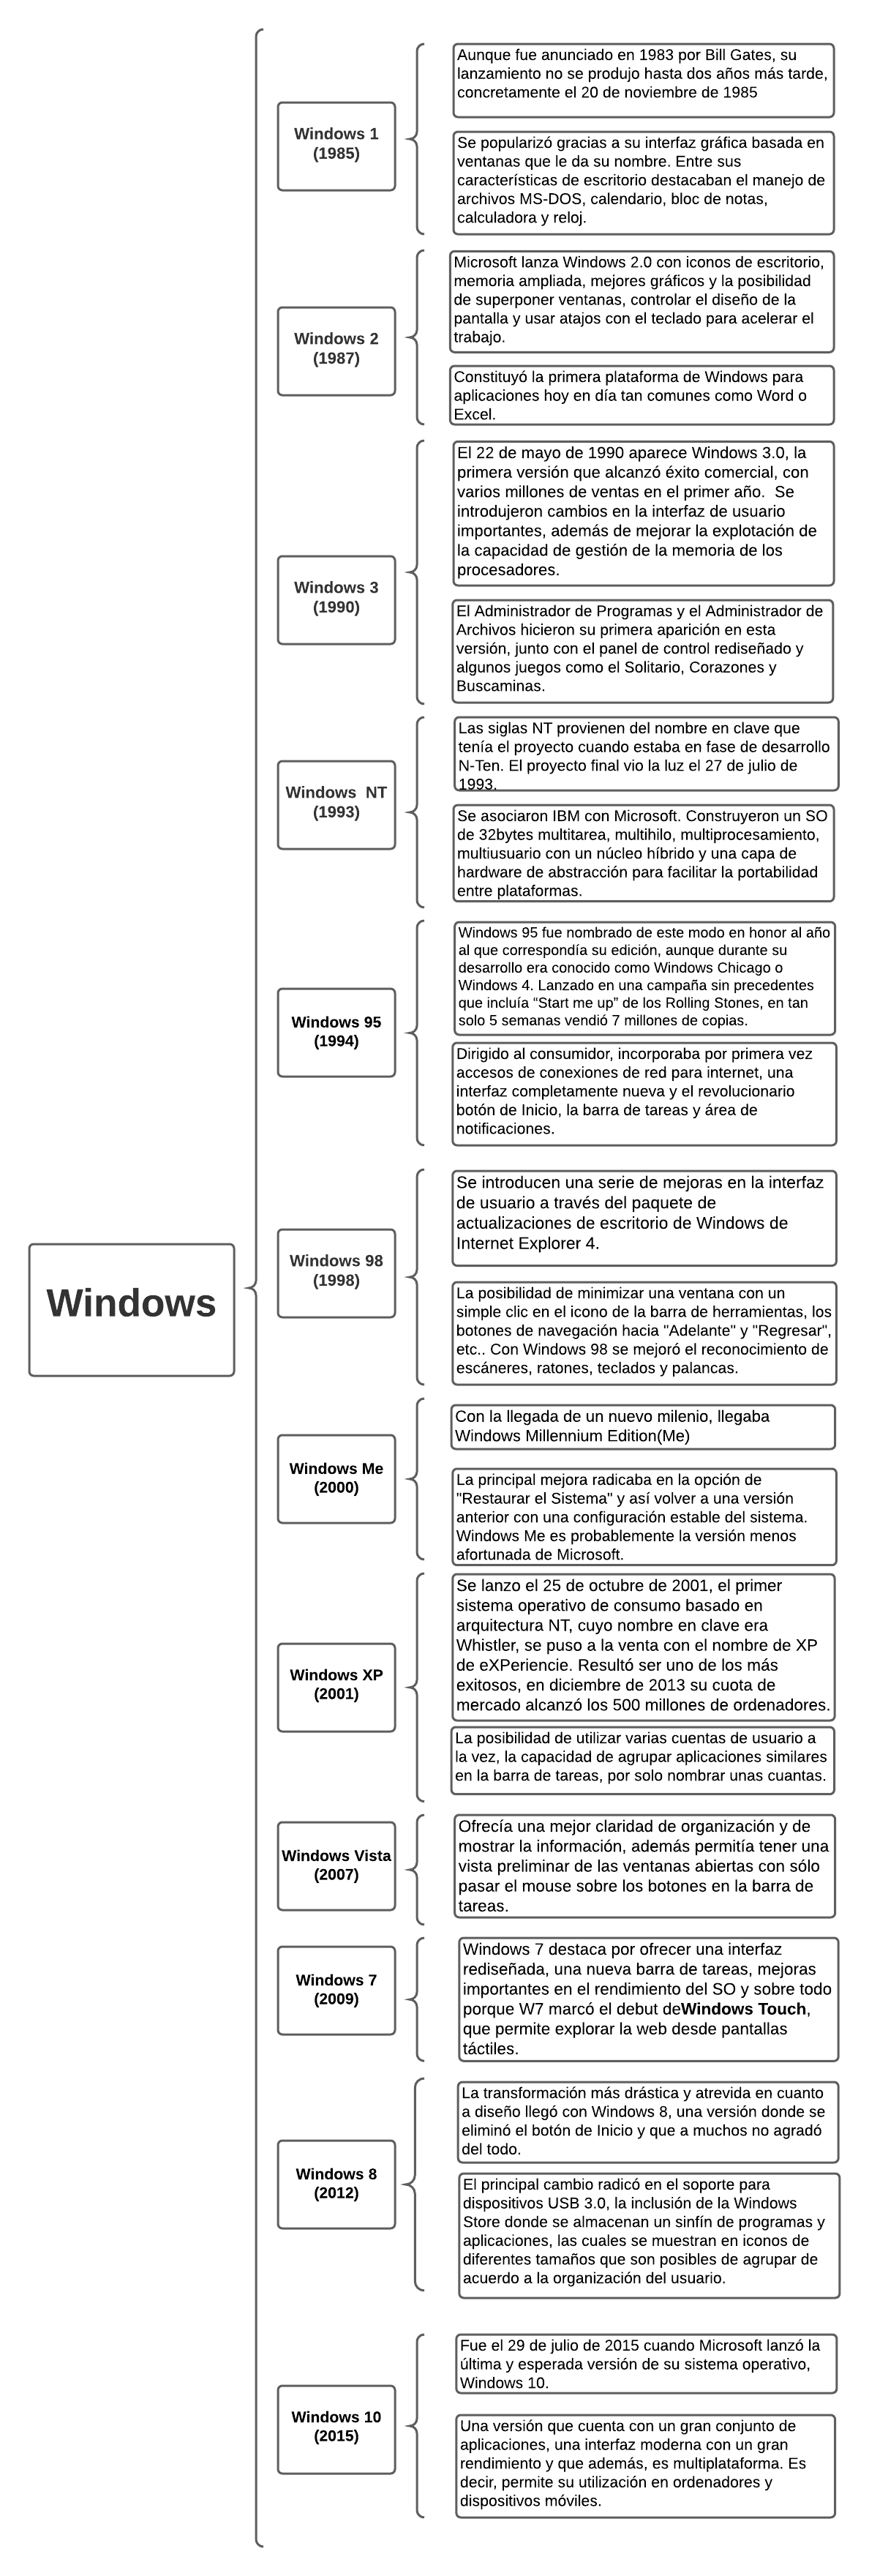 Windows
Windows 1
(1985)
Aunque fue anunciado en 1983 por Bill Gates, su
lanzamiento no se produjo hasta dos años más tarde,
concretamente el 20 de noviembre de 1985
Se popularizó gracias a su interfaz gráfica basada en
ventanas que le da su nombre. Entre sus
características de escritorio destacaban el manejo de
archivos MS-DOS, calendario, bloc de notas,
calculadora y reloj.
Windows 2
(1987)
Microsoft lanza Windows 2.0 con iconos de escritorio,
memoria ampliada, mejores gráficos y la posibilidad
de superponer ventanas, controlar el diseño de la
pantalla y usar atajos con el teclado para acelerar el
trabajo.
Constituyó la primera plataforma de Windows para
aplicaciones hoy en día tan comunes como Word o
Excel.
Windows 3
(1990)
El 22 de mayo de 1990 aparece Windows 3.0, la
primera versión que alcanzó éxito comercial, con
varios millones de ventas en el primer año.  Se
introdujeron cambios en la interfaz de usuario
importantes, además de mejorar la explotación de
la capacidad de gestión de la memoria de los
procesadores.
El Administrador de Programas y el Administrador de
Archivos hicieron su primera aparición en esta
versión, junto con el panel de control rediseñado y
algunos juegos como el Solitario, Corazones y
Buscaminas.
Windows  NT
(1993)
Las siglas NT provienen del nombre en clave que
tenía el proyecto cuando estaba en fase de desarrollo
N-Ten. El proyecto final vio la luz el 27 de julio de
1993.
Se asociaron IBM con Microsoft. Construyeron un SO
de 32bytes multitarea, multihilo, multiprocesamiento,
multiusuario con un núcleo híbrido y una capa de
hardware de abstracción para facilitar la portabilidad
entre plataformas.
Windows 95
(1994)
Windows 95 fue nombrado de este modo en honor al año
al que correspondía su edición, aunque durante su
desarrollo era conocido como Windows Chicago o
Windows 4. Lanzado en una campaña sin precedentes
que incluía “Start me up” de los Rolling Stones, en tan
solo 5 semanas vendió 7 millones de copias.
Dirigido al consumidor, incorporaba por primera vez
accesos de conexiones de red para internet, una
interfaz completamente nueva y el revolucionario
botón de Inicio, la barra de tareas y área de
notificaciones.
Windows 98
(1998)
Se introducen una serie de mejoras en la interfaz
de usuario a través del paquete de
actualizaciones de escritorio de Windows de
Internet Explorer 4.
La posibilidad de minimizar una ventana con un
simple clic en el icono de la barra de herramientas, los
botones de navegación hacia "Adelante" y "Regresar",
etc.. Con Windows 98 se mejoró el reconocimiento de
escáneres, ratones, teclados y palancas.
Windows Me
(2000)
Con la llegada de un nuevo milenio, llegaba
Windows Millennium Edition(Me)
La principal mejora radicaba en la opción de
"Restaurar el Sistema" y así volver a una versión
anterior con una configuración estable del sistema.
Windows Me es probablemente la versión menos
afortunada de Microsoft.
Windows XP
(2001)
Se lanzo el 25 de octubre de 2001, el primer
sistema operativo de consumo basado en
arquitectura NT, cuyo nombre en clave era
Whistler, se puso a la venta con el nombre de XP
de eXPeriencie. Resultó ser uno de los más
exitosos, en diciembre de 2013 su cuota de
mercado alcanzó los 500 millones de ordenadores.
La posibilidad de utilizar varias cuentas de usuario a
la vez, la capacidad de agrupar aplicaciones similares
en la barra de tareas, por solo nombrar unas cuantas.
Windows Vista
(2007)
Ofrecía una mejor claridad de organización y de
mostrar la información, además permitía tener una
vista preliminar de las ventanas abiertas con sólo
pasar el mouse sobre los botones en la barra de
tareas.
Windows 7
(2009)
Windows 7 destaca por ofrecer una interfaz
rediseñada, una nueva barra de tareas, mejoras
importantes en el rendimiento del SO y sobre todo
porque W7 marcó el debut deWindows Touch,
que permite explorar la web desde pantallas
táctiles.
Windows 8
(2012)
La transformación más drástica y atrevida en cuanto
a diseño llegó con Windows 8, una versión donde se
eliminó el botón de Inicio y que a muchos no agradó
del todo.
El principal cambio radicó en el soporte para
dispositivos USB 3.0, la inclusión de la Windows
Store donde se almacenan un sinfín de programas y
aplicaciones, las cuales se muestran en iconos de
diferentes tamaños que son posibles de agrupar de
acuerdo a la organización del usuario.
Windows 10
(2015)
Fue el 29 de julio de 2015 cuando Microsoft lanzó la
última y esperada versión de su sistema operativo,
Windows 10.
Una versión que cuenta con un gran conjunto de
aplicaciones, una interfaz moderna con un gran
rendimiento y que además, es multiplataforma. Es
decir, permite su utilización en ordenadores y
dispositivos móviles.